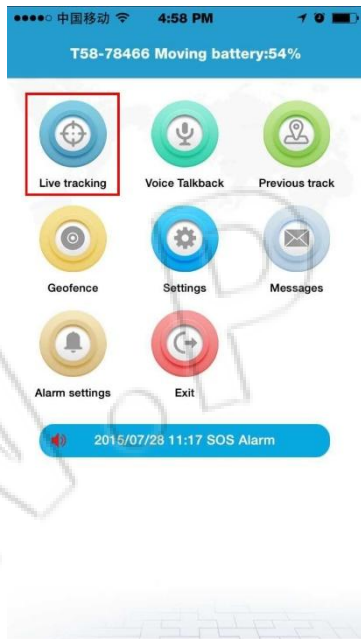 中国移动 4:58 PM
T58-78466 Moving battery:54%
Live tracking Voice Talkback Previous track
Geofence Settings Messages
Alarm settings Exit
2015/07/28 11:17 SOS Alarm